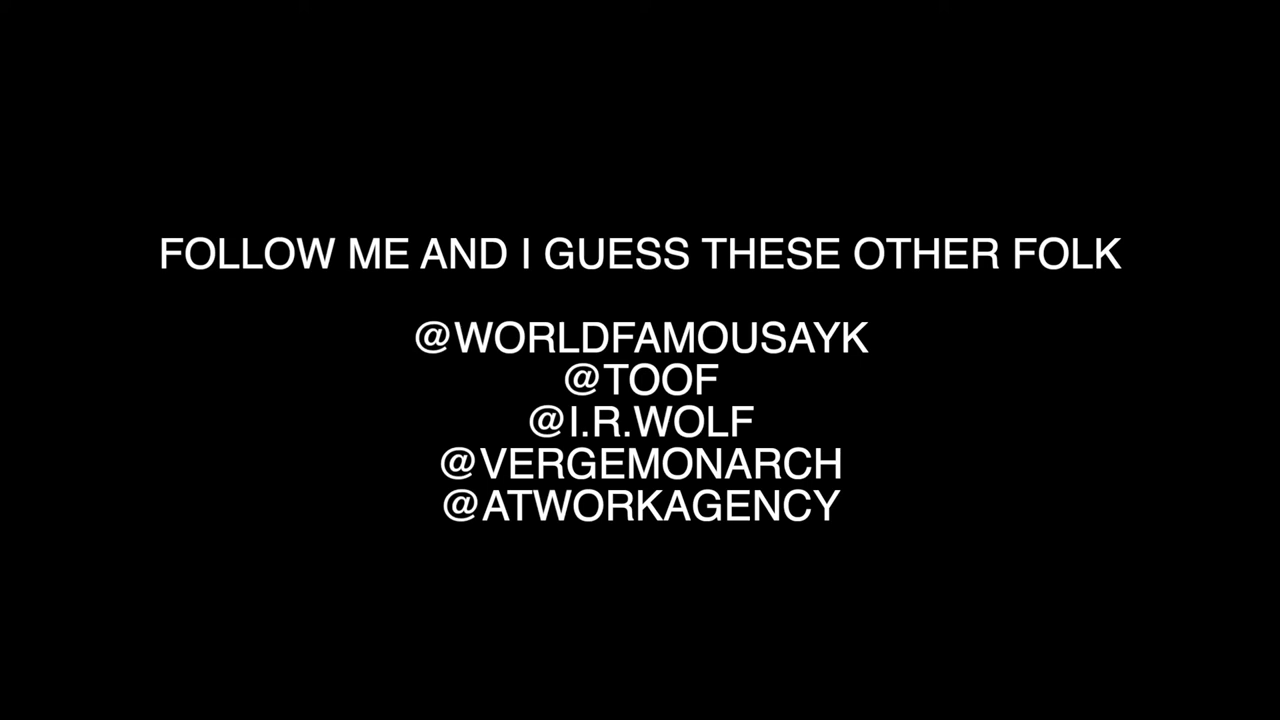 FOLLOW ME AND I GUESS THESE OTHER FOLK
@WORLDFAMOUSAYK
@TOOF
@I.R.WOLF
@VERGEMONARCH
@ATWORKAGENCY